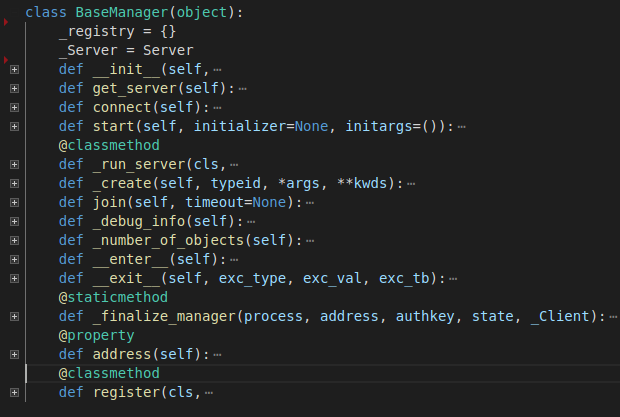 class BaseManager(object):
    _registry = {}
    _Server = Server
    def __init__(self,⋯
    def get_server(self):⋯
    def connect(self):⋯
    def start(self, initializer=None, initargs=()):⋯
    @classmethod
    def _run_server(cls,⋯
    def _create(self, typeid, *args, **kwds):⋯
    def join(self, timeout=None):⋯
    def _debug_info(self):⋯
    def _number_of_objects(self):⋯
    def __enter__(self):⋯
    def __exit__(self, exc_type, exc_val, exc_tb):⋯
    @staticmethod
    def _finalize_manager(process, address, authkey, state, _Client):⋯
    @property
    def address(self):⋯
    @classmethod
    def register(cls,⋯